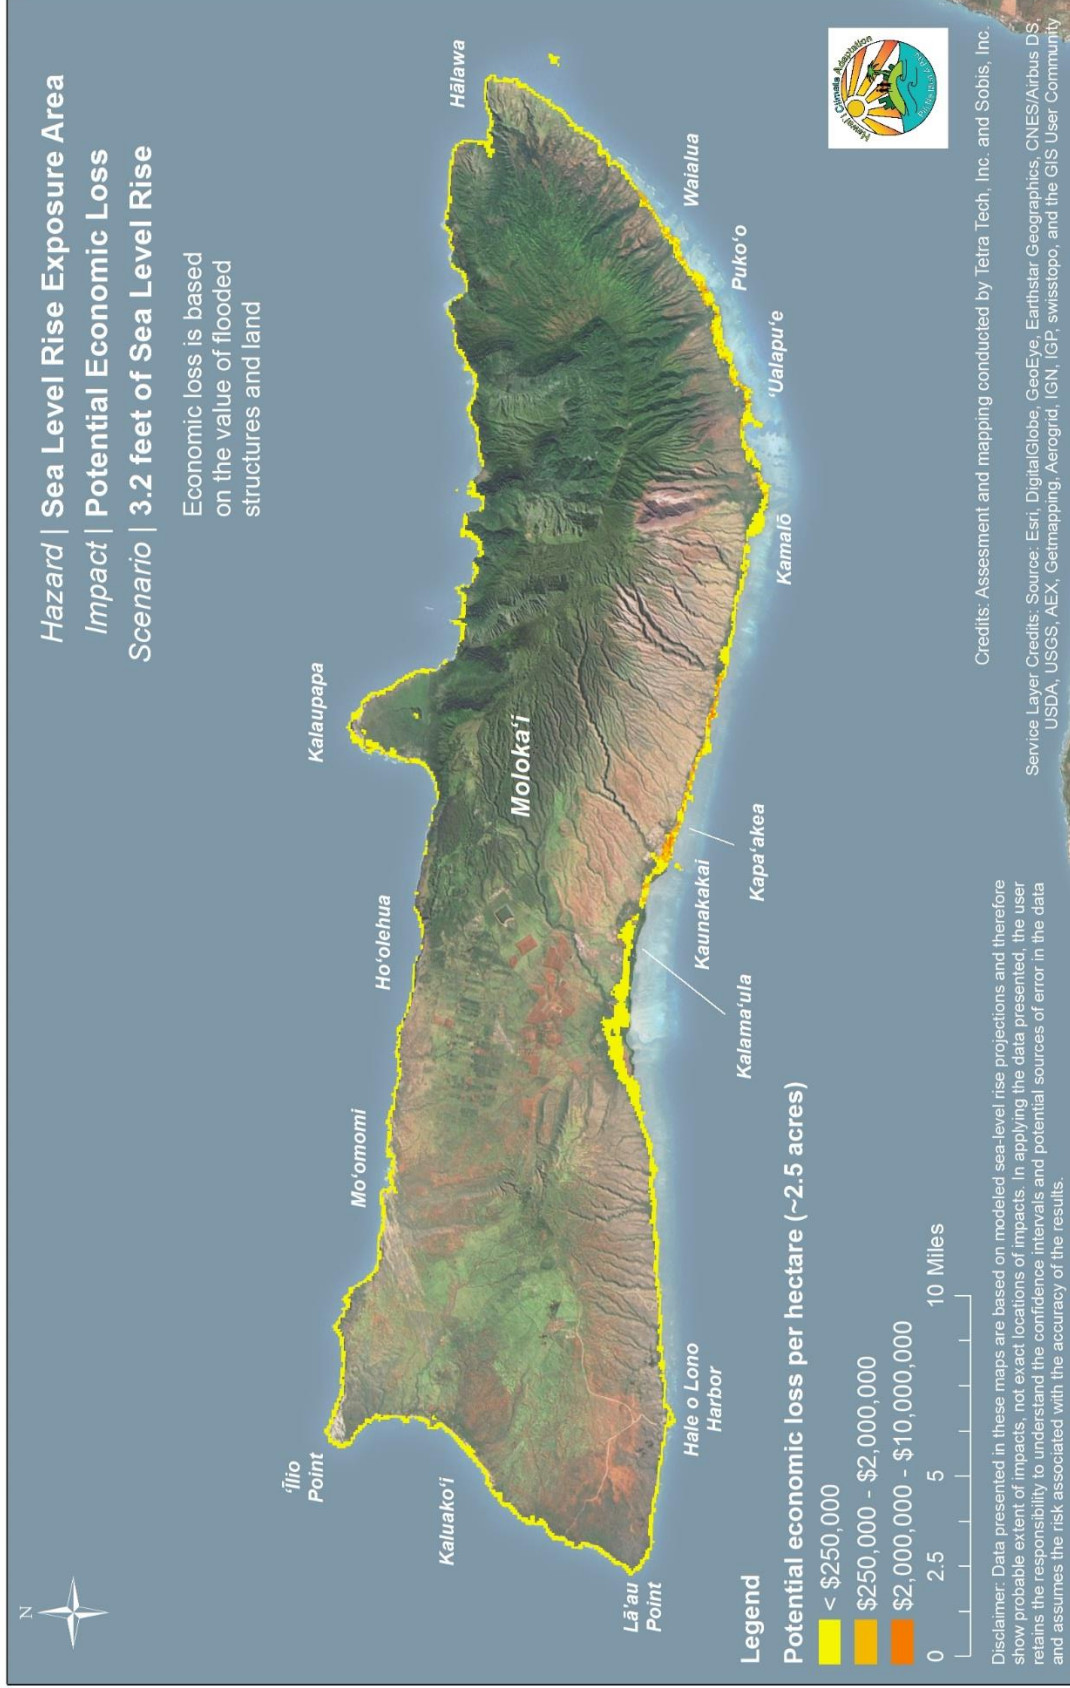 Hazard | Sea Level Rise Exposure Area
Impact | Potential Economic Loss
Scenario | 3.2 feet of Sea Level Rise
Economic loss is based
on the value of flooded
structures and land
N
ʻĪlio
Point
Kaluakoʻi
Lāʻau
Point
Moʻomomi
Hoʻolehua
Kalaupapa
Hālawa
Molokaʻi
Waialua
Pukoʻo
ʻUalapuʻe
Kamalō
Kapaʻakea
Kaunakakai
Kalamaʻula
Hale o Lono
Harbor
Legend
Potential economic loss per hectare (~2.5 acres)
< $250,000
$250,000 - $2,000,000
$2,000,000 - $10,000,000
0 2.5 5 10 Miles
Hawaiʻi Climate Adaptation
Disclaimer: Data presented in these maps are based on modeled sea-level rise projections and therefore
show probable extent of impacts, not exact locations of impacts. In applying the data presented, the user
retains the responsibility to understand the confidence intervals and potential sources of error in the data
and assumes the risk associated with the accuracy of the results.
Credits: Assesment and mapping conducted by Tetra Tech, Inc. and Sobis, Inc.
Service Layer Credits: Source: Esri, DigitalGlobe, GeoEye, Earthstar Geographics, CNES/Airbus DS,
USDA, USGS, AEX, Getmapping, Aerogrid, IGN, IGP, swisstopo, and the GIS User Community